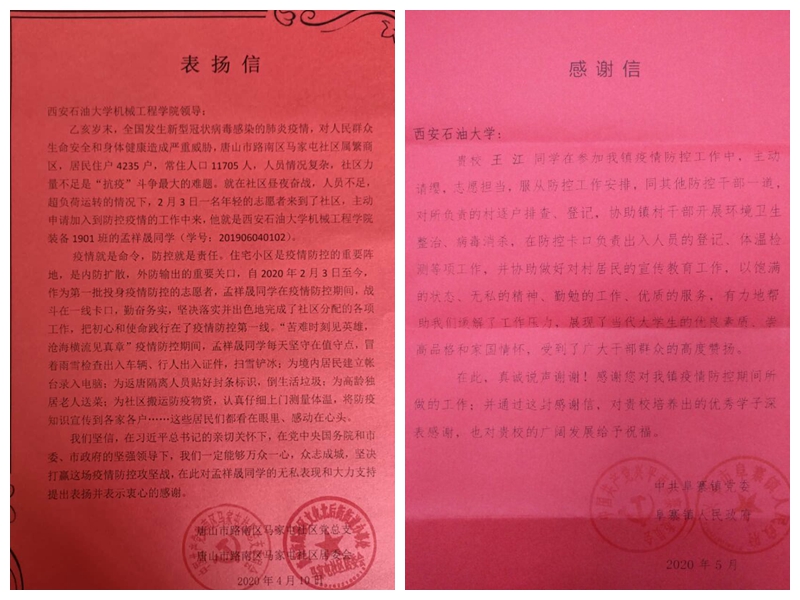 表扬信
西安石油大学机械工程学院领导：
乙亥岁末，全国发生新型冠状病毒感染的肺炎疫情，对人民群众
生命安全和身体健康造成严重威胁，唐山市路南区马家屯社区属繁商
区，居民住户 4235 户，常住人口 11705 人，人员情况复杂，社区力
量不足是“抗疫”斗争最大的难题。就在社区昼夜奋战，人员不足，
超负荷运转的情况下，2 月 3 日一名年轻的志愿者来到了社区，主动
申请加入到防控疫情的工作中来，他就是西安石油大学机械工程学院
装备 1901 班的孟祥晟同学（学号：201906040102）。
疫情就是命令，防控就是责任。住宅小区是疫情防控的重要阵
地，是内防扩散，外防输出的重要关口，自 2020 年 2 月 3 日至今，
作为第一批投身疫情防控的志愿者，孟祥晟同学在疫情防控期间，战
斗在一线卡口，勤奋务实，坚决落实并出色地完成了社区分配的各项
工作，把初心和使命践行在了疫情防控第一线。“苦难时刻见英雄，
沧海横流见真章”疫情防控期间，孟祥晟同学每天坚守在值守点，冒
着雨雪检查出入车辆、行人出入证件，扫雪铲冰；为境内居民建立帐
台录入电脑；为返唐隔离人员贴好封条标识，倒生活垃圾；为高龄独
居老人送菜；为社区搬运防疫物资，认真仔细上门测量体温，将防疫
知识宣传到各家各户……这些居民们都看在眼里、感动在心头。
我们坚信，在习近平总书记的亲切关怀下，在党中央国务院和市
委、市政府的坚强领导下，我们一定能够万众一心，众志成城，坚决
打赢这场疫情防控攻坚战，在此对孟祥晟同学的无私表现和大力支持
提出表扬并表示衷心的感谢。
唐山市路南区马家屯社区党总支
唐山市路南区马家屯社区居委会
2020 年 4 月 10 日
感谢信
西安石油大学：
贵校 王江 同学在参加我镇疫情防控工作中，主动
请缨，志愿担当，服从防控工作安排，同其他防控干部一道，
对所负责的村逐户排查、登记，协助镇村干部开展环境卫生
整治、病毒消杀，在防控卡口负责出入人员的登记、体温检
测等项工作，并协助做好对村居民的宣传教育工作，以饱满
的状态、无私的精神、勤勉的工作、优质的服务，有力地帮
助我们缓解了工作压力，展现了当代大学生的优良素质、崇
高品格和家国情怀，受到了广大干部群众的高度赞扬。
在此，真诚说声谢谢！感谢您对我镇疫情防控期间所
做的工作；并通过这封感谢信，对贵校培养出的优秀学子深
表感谢，也对贵校的广阔发展给予祝福。
中共阜寨镇党委
阜寨镇人民政府
2020 年 5 月